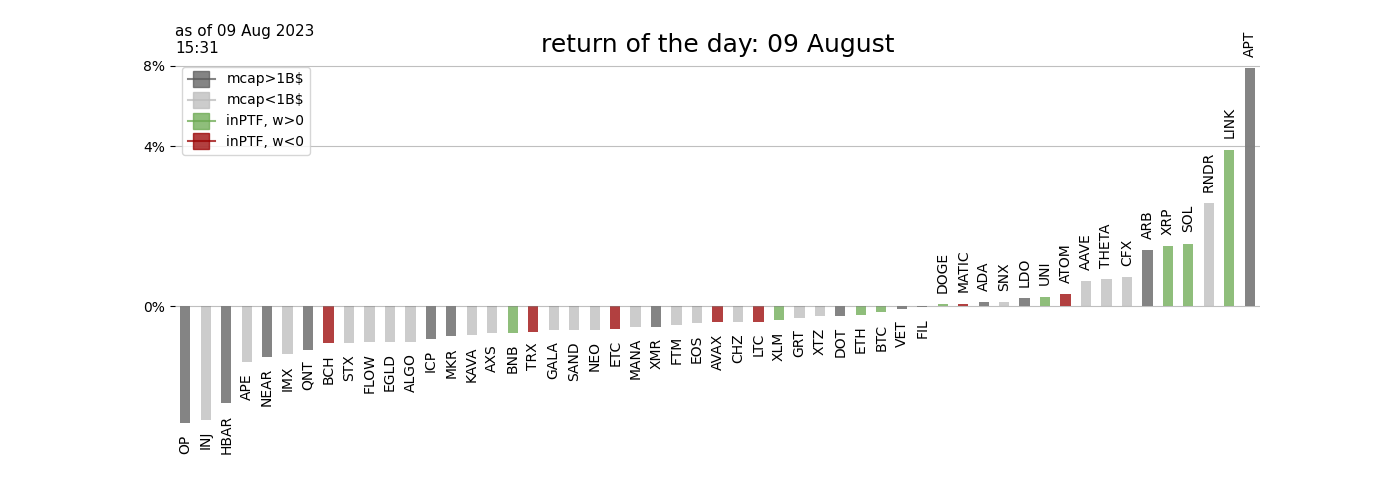 as of 09 Aug 2023
15:31
return of the day: 09 August
mcap>1B$
mcap<1B$
inPTF, w>0
inPTF, w<0
8%
4%
0%
OP
INJ
HBAR
APE
NEAR
IMX
QNT
BCH
STX
FLOW
EGLD
ALGO
ICP
MKR
KAVA
AXS
BNB
TRX
GALA
SAND
NEO
ETC
MANA
XMR
FTM
EOS
AVAX
CHZ
LTC
XLM
GRT
XTZ
DOT
ETH
BTC
VET
FIL
DOGE
MATIC
ADA
SNX
LDO
UNI
ATOM
AAVE
THETA
CFX
ARB
XRP
SOL
RNDR
LINK
APT